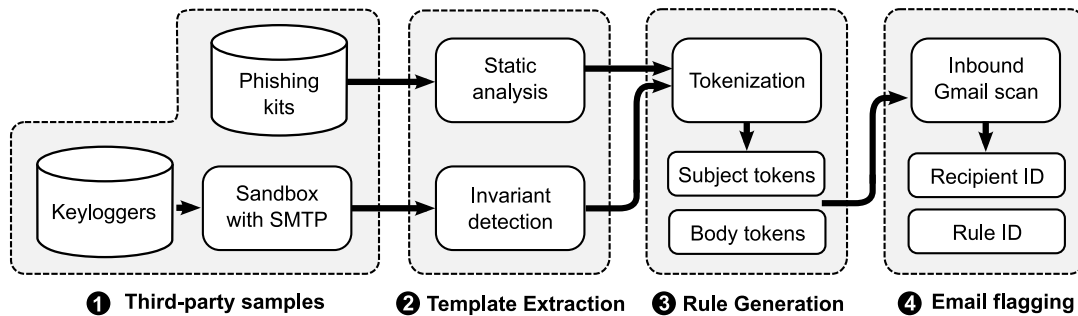 Phishing
kits
Keyloggers
Sandbox
with SMTP
1 Third-party samples
Static
analysis
Invariant
detection
2 Template Extraction
Tokenization
Subject tokens
Body tokens
3 Rule Generation
Inbound
Gmail scan
Recipient ID
Rule ID
4 Email flagging